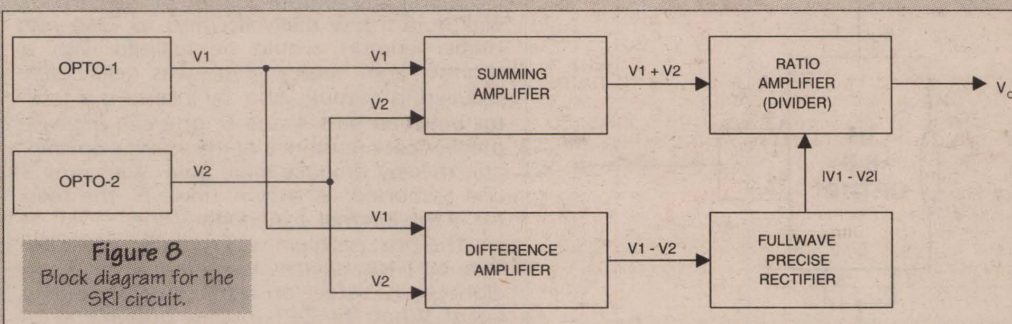 OPTO-1
V1
V1
SUMMING
AMPLIFIER
V1 + V2
RATIO
AMPLIFIER
(DIVIDER)
V2
OPTO-2
V2
|V1 - V2|
V1
DIFFERENCE
AMPLIFIER
V1 - V2
FULLWAVE
PRECISE
RECTIFIER
V2
Figure 8
Block diagram for the
SRI circuit.